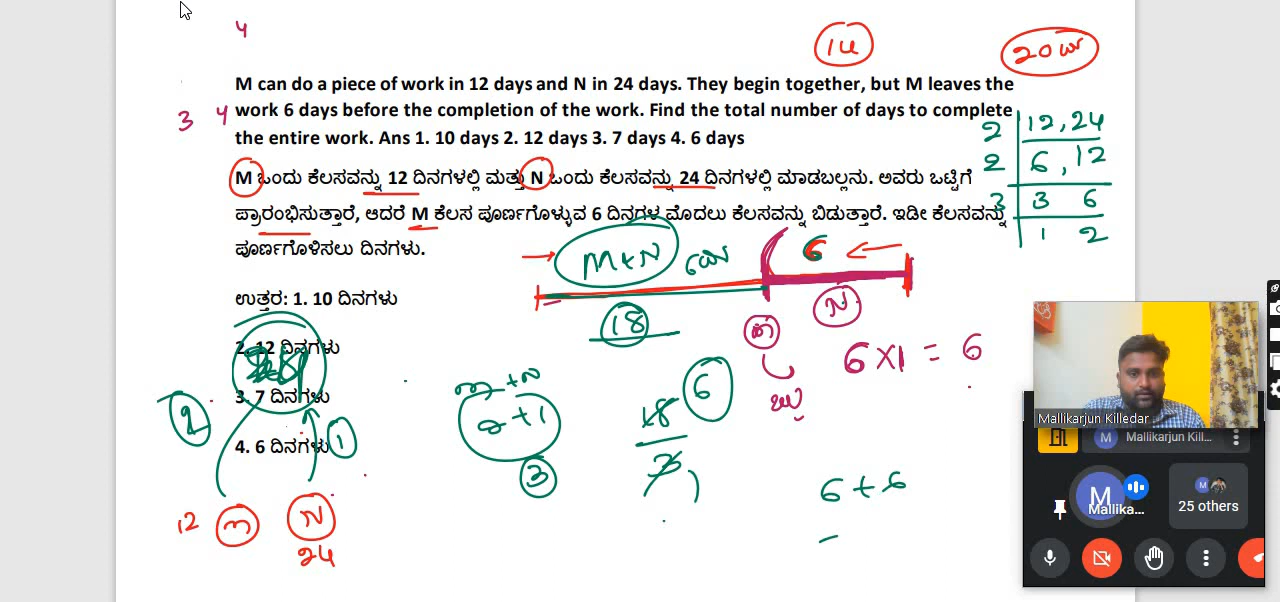 4
14
20
M can do a piece of work in 12 days and N in 24 days. They begin together, but M leaves the
3 4 work 6 days before the completion of the work. Find the total number of days to complete
the entire work. Ans 1. 10 days 2. 12 days 3. 7 days 4. 6 days
2 12, 24
2 6, 12
3 3 6
1 2
M ಒಂದು ಕೆಲಸವನ್ನು 12 ದಿನಗಳಲ್ಲಿ ಮತ್ತು N ಒಂದು ಕೆಲಸವನ್ನು 24 ದಿನಗಳಲ್ಲಿ ಮಾಡಬಲ್ಲನು. ಅವರು ಒಟ್ಟಿಗೆ
ಪ್ರಾರಂಭಿಸುತ್ತಾರೆ, ಆದರೆ M ಕೆಲಸ ಪೂರ್ಣಗೊಳ್ಳುವ 6 ದಿನಗಳ ಮೊದಲು ಕೆಲಸವನ್ನು ಬಿಡುತ್ತಾರೆ. ಇಡೀ ಕೆಲಸವನ್ನು
ಪೂರ್ಣಗೊಳಿಸಲು ದಿನಗಳು.
M+N 6
6
18
N
6×1 = 6
ಉತ್ತರ: 1. 10 ದಿನಗಳು
2. 12 ದಿನಗಳು
3. 7 ದಿನಗಳು
4. 6 ದಿನಗಳು
2
1
m+N
2+1
3
18
3
6
6+6
12 m N
24
Mallikarjun Killedar
Mallikarjun Kill...
M
M
Mallika...
25 others